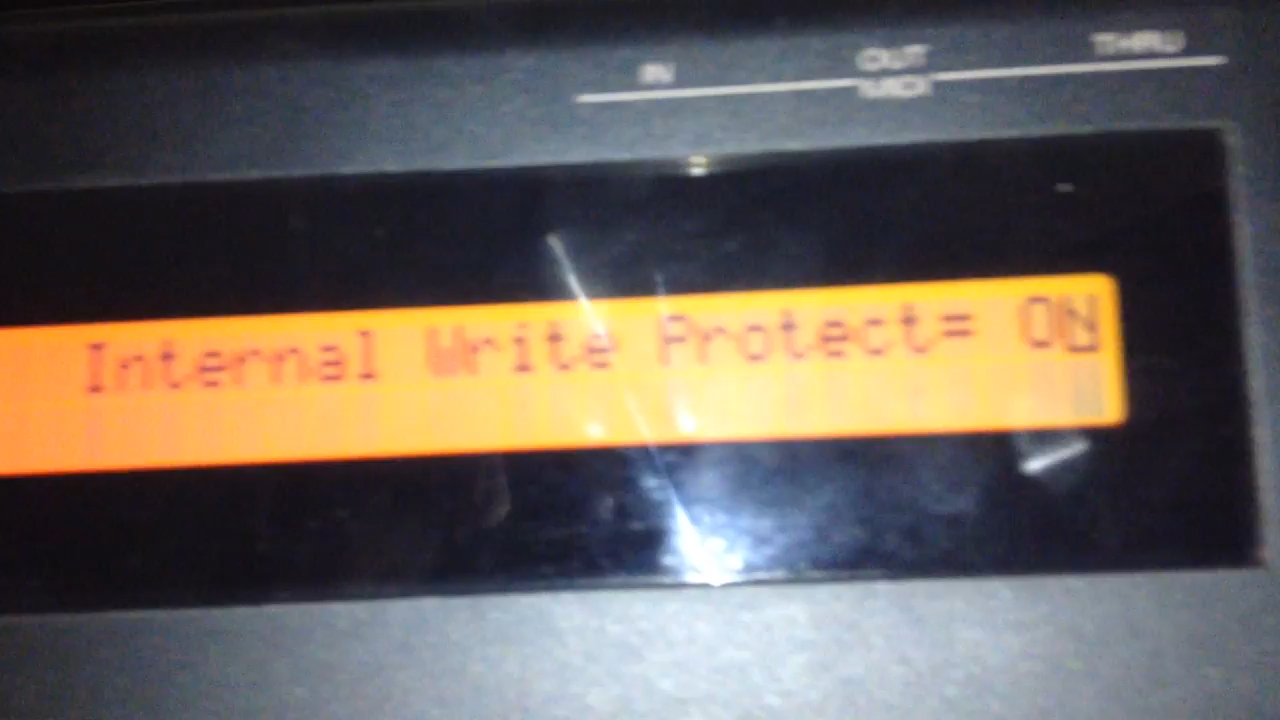 IN OUT THRU
MIDI
Internal Write Protect= ON